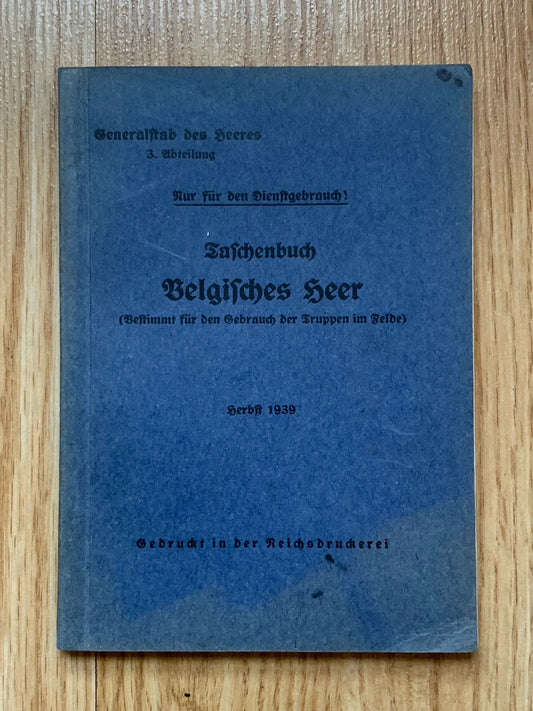 Generalstab des Heeres
3. Abteilung
Nur für den Dienstgebrauch!
Taschenbuch
Belgisches Heer
(Bestimmt für den Gebrauch der Truppen im Felde)
Herbst 1939
Gedruckt in der Reichsdruckerei